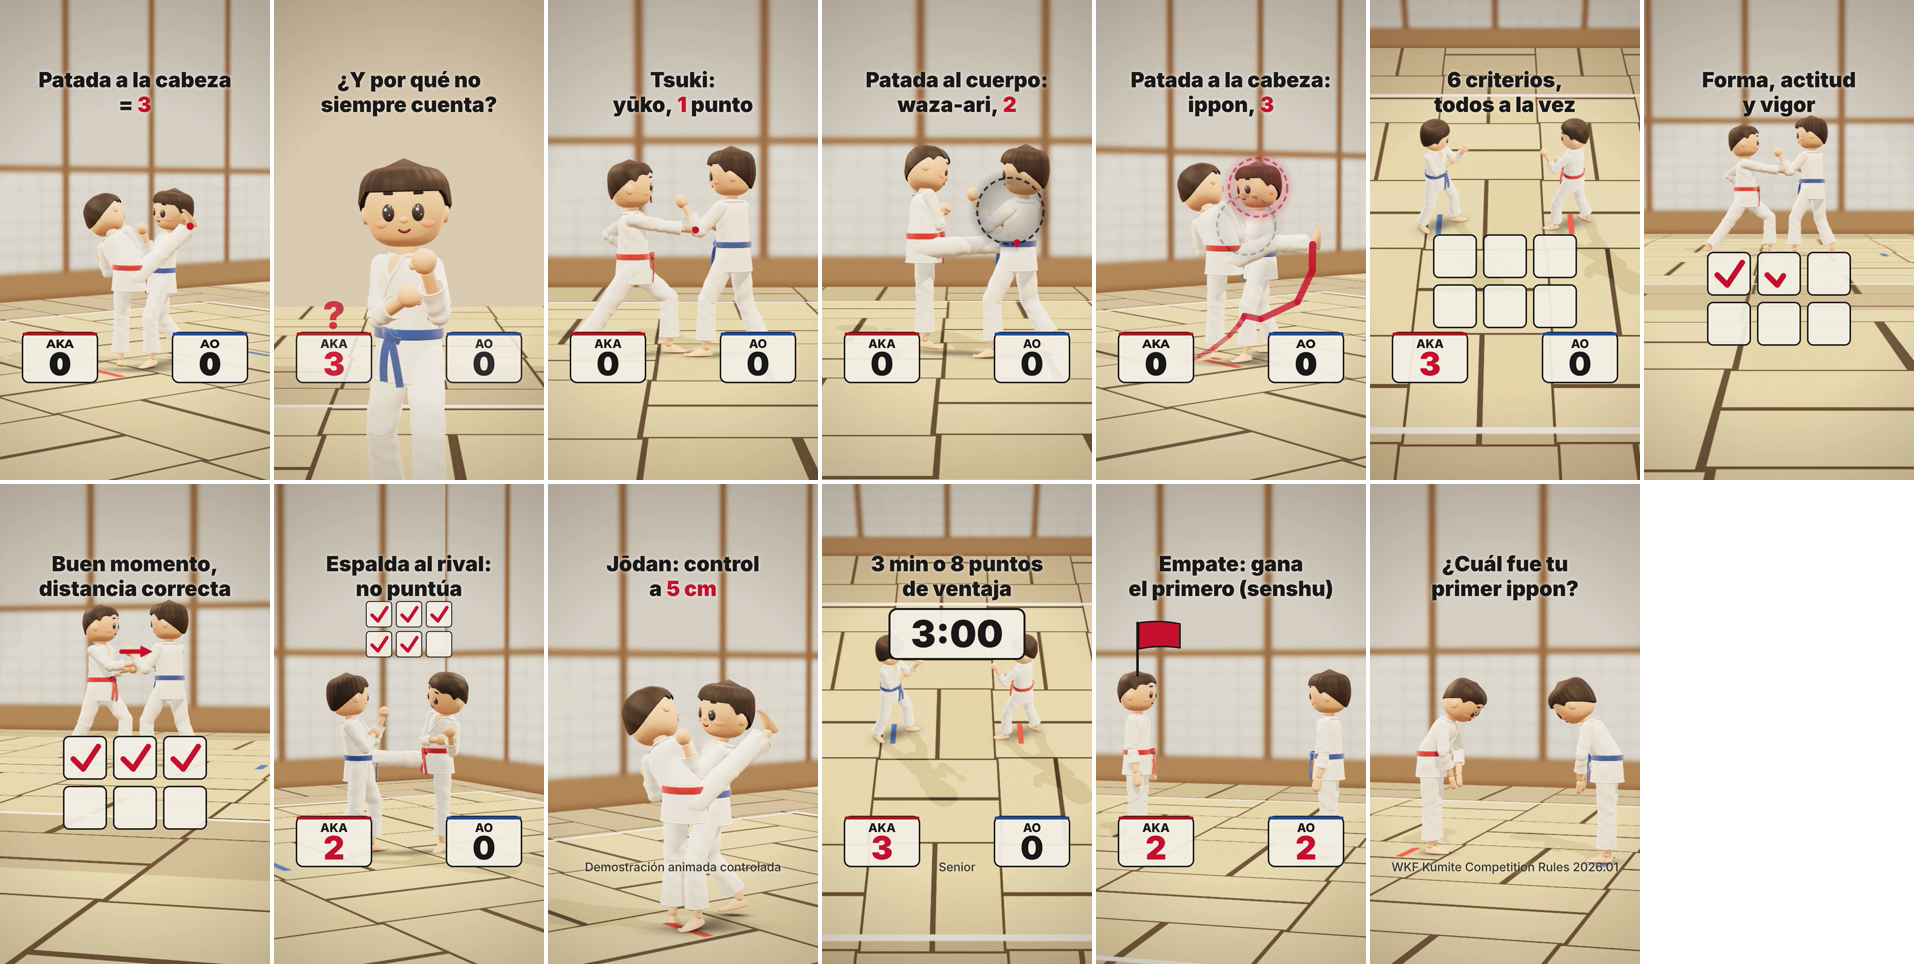 Patada a la cabeza
= 3
AKA
0
AO
0
¿Y por qué no
siempre cuenta?
?
AKA
3
AO
0
Tsuki:
yūko, 1 punto
AKA
0
AO
0
Patada al cuerpo:
waza-ari, 2
AKA
0
AO
0
Patada a la cabeza:
ippon, 3
AKA
0
AO
0
6 criterios,
todos a la vez
AKA
3
AO
0
Forma, actitud
y vigor
Buen momento,
distancia correcta
Espalda al rival:
no puntúa
AKA
2
AO
0
Jōdan: control
a 5 cm
Demostración animada controlada
3 min o 8 puntos
de ventaja
3:00
AKA
3
AO
0
Senior
Empate: gana
el primero (senshu)
AKA
2
AO
2
¿Cuál fue tu
primer ippon?
WKF Kumite Competition Rules 2026.01